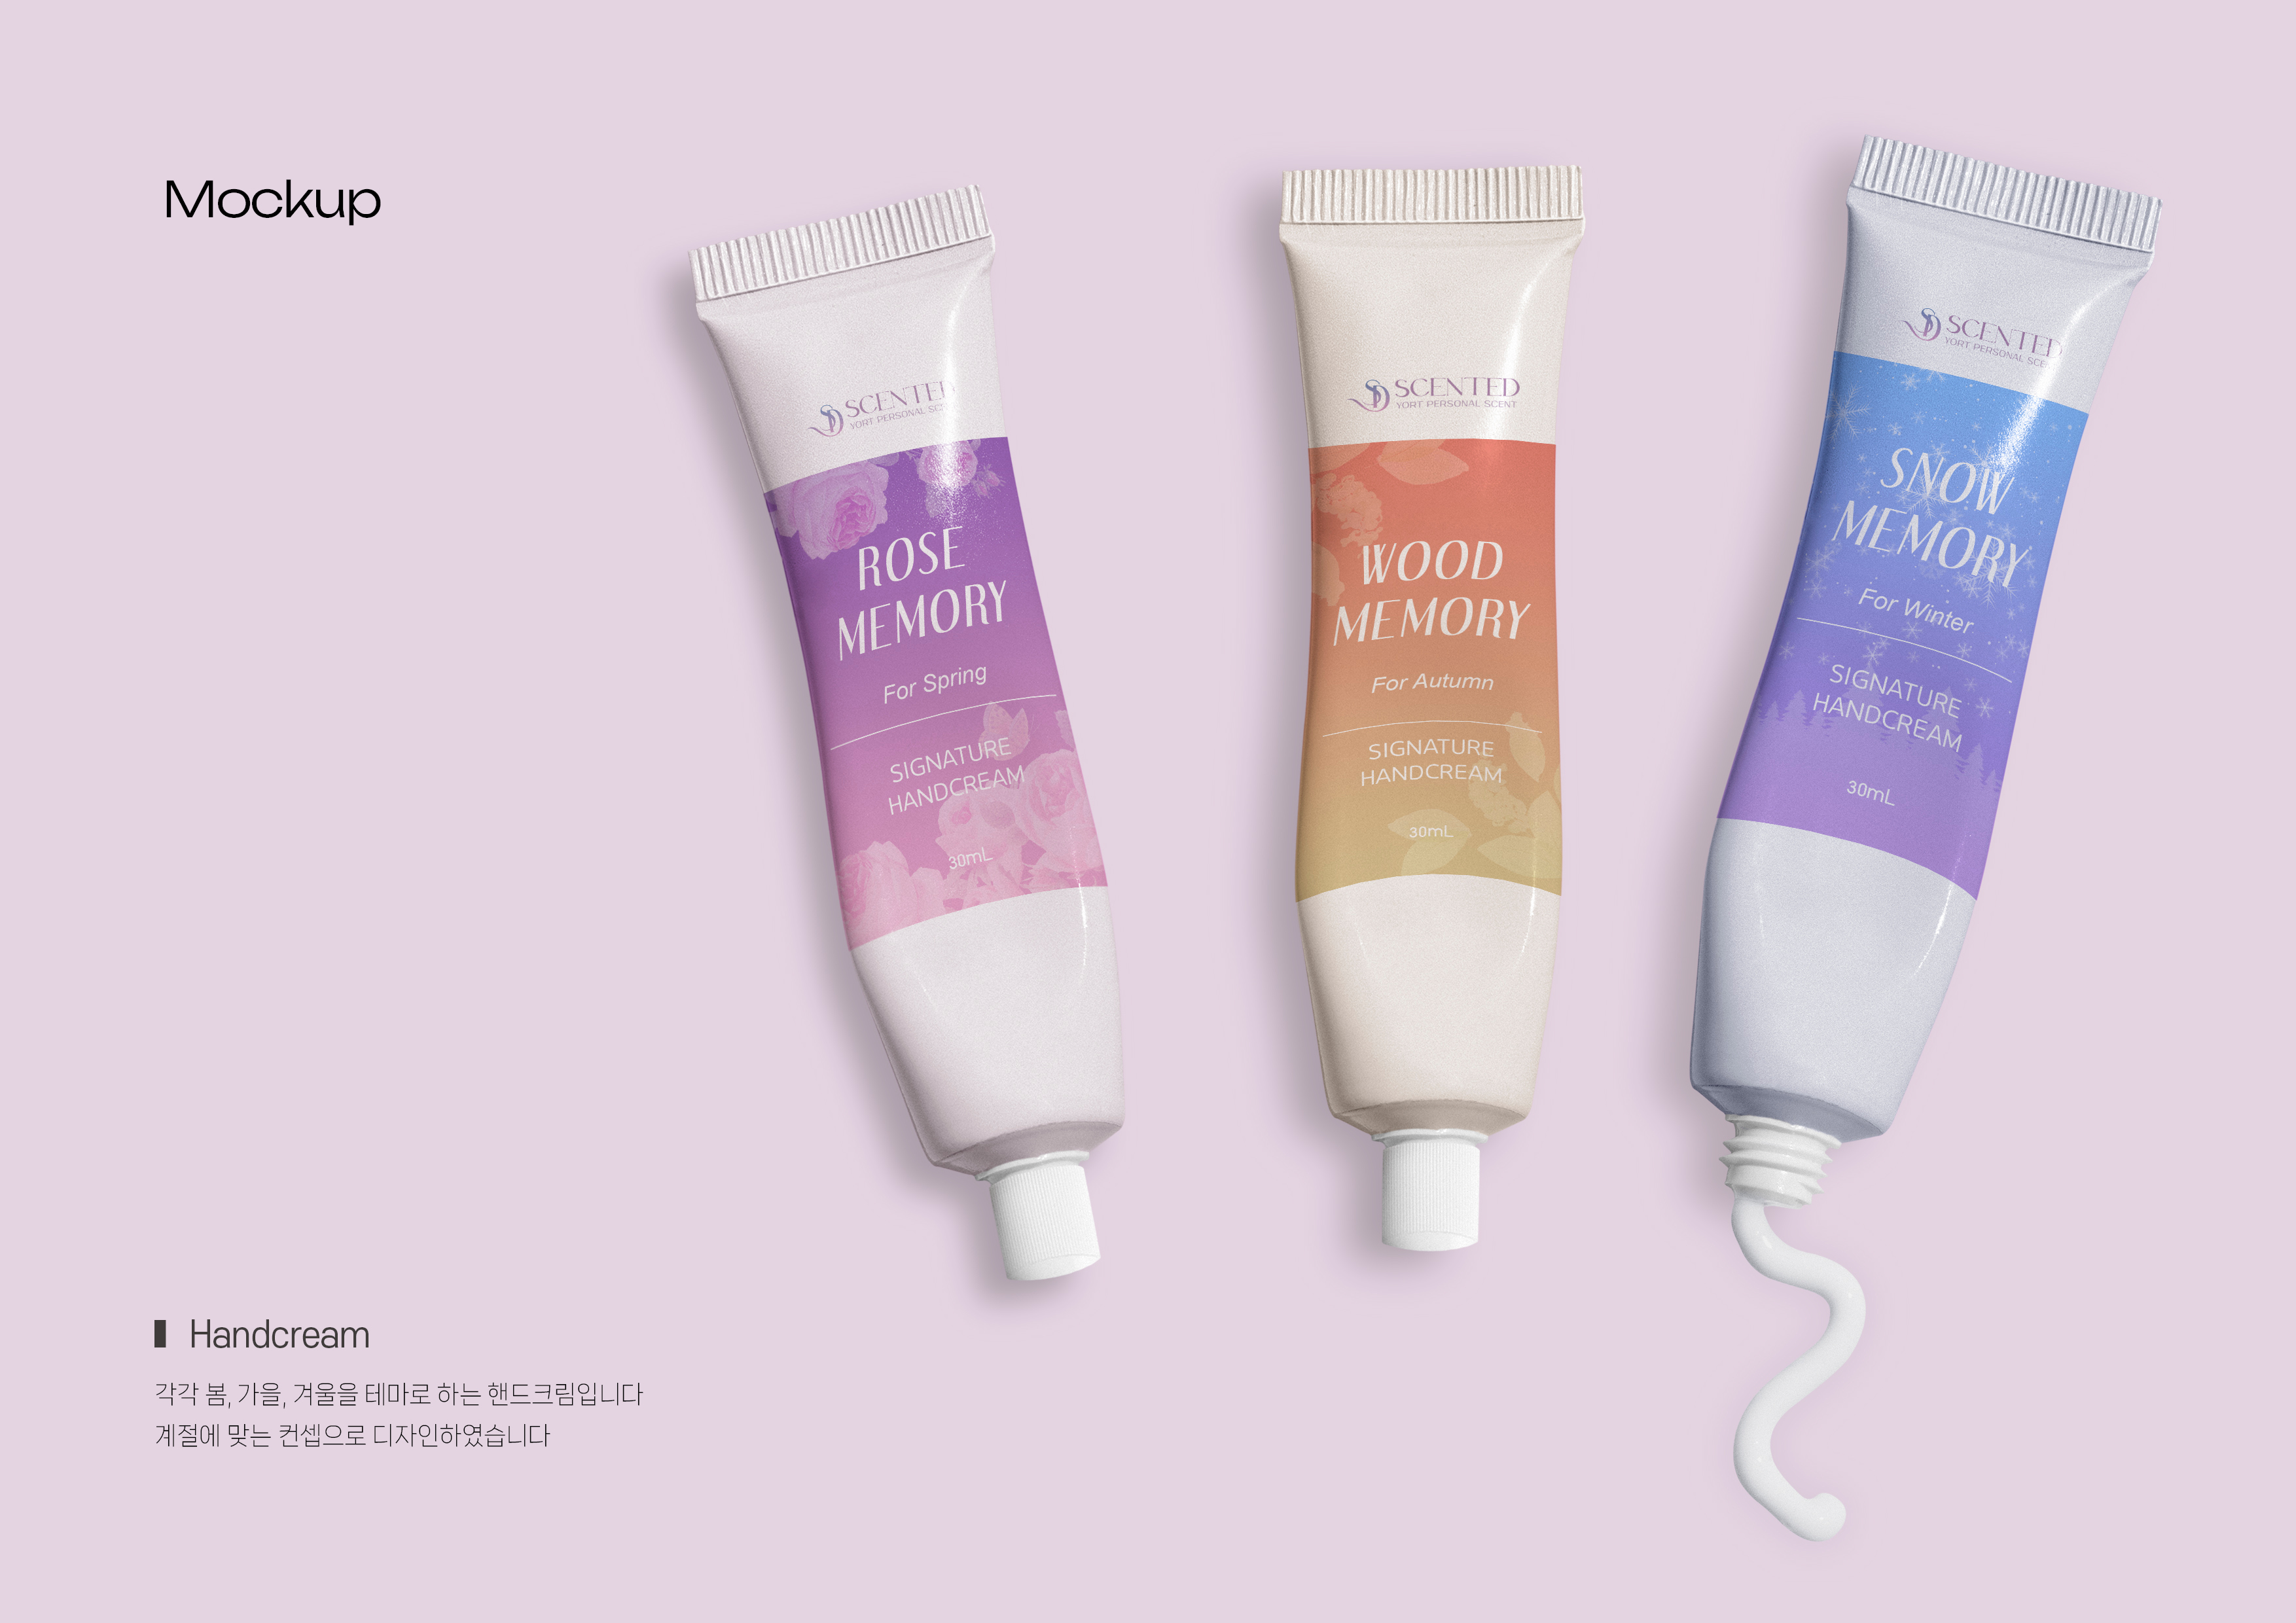 Mockup
SCENTED
YORT PERSONAL
ROSE
MEMORY
For Spring
SIGNATURE
HANDCREAM
30mL
SCENTED
YORT PERSONAL SCENT
WOOD
MEMORY
For Autumn
SIGNATURE
HANDCREAM
30mL
SCENTED
YORT PERSONAL
SNOW
MEMORY
For Winter
SIGNATURE
HANDCREAM
30mL
Handcream
각각 봄, 가을, 겨울을 테마로 하는 핸드크림입니다
계절에 맞는 컨셉으로 디자인하였습니다